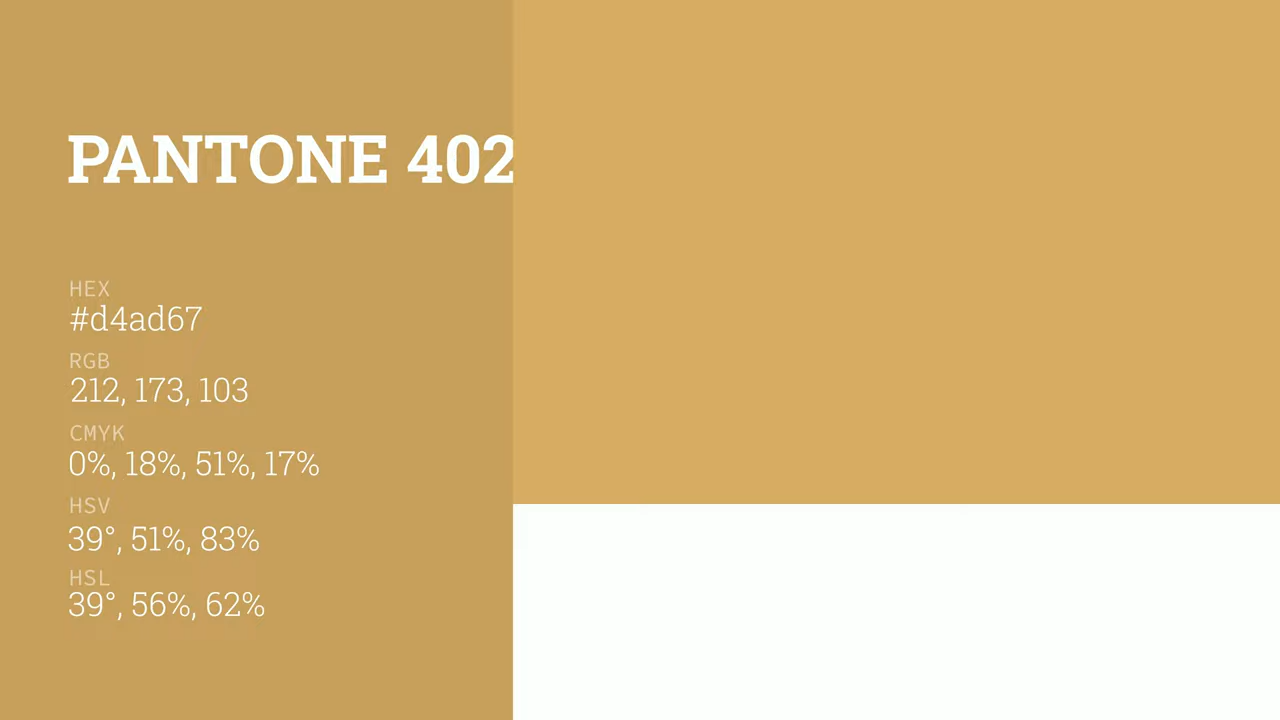 PANTONE 402
HEX
#d4ad67
RGB
212, 173, 103
CMYK
0%, 18%, 51%, 17%
HSV
39°, 51%, 83%
HSL
39°, 56%, 62%